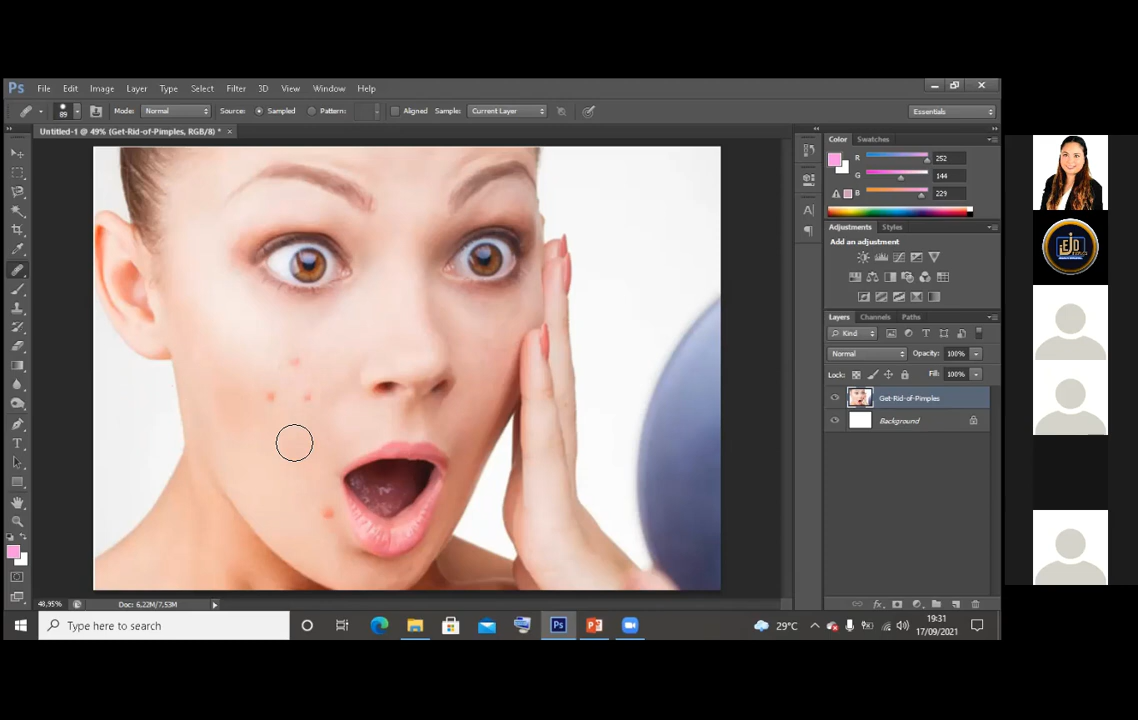 Ps File Edit Image Layer Type Select Filter 3D View Window Help
89 Mode: Normal Source: Sampled Pattern: Aligned Sample: Current Layer Essentials
Untitled-1 @ 49% (Get-Rid-of-Pimples, RGB/8) * ×
Color Swatches
R 252
G 144
B 229
Adjustments Styles
Add an adjustment
Layers Channels Paths
Kind
Normal Opacity: 100%
Lock: Fill: 100%
Get-Rid-of-Pimples
Background
48,95% Doc: 6,22M/7,53M
Type here to search
29°C
19:31
17/09/2021